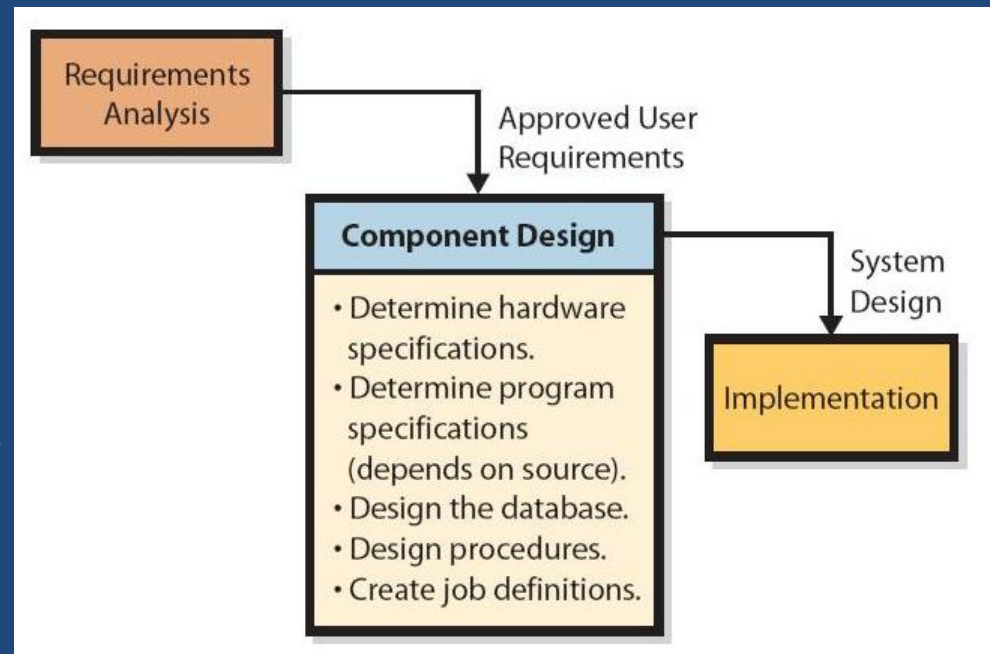 Requirements
Analysis
Approved User
Requirements
Component Design
• Determine hardware
specifications.
• Determine program
specifications
(depends on source).
• Design the database.
• Design procedures.
• Create job definitions.
System
Design
Implementation